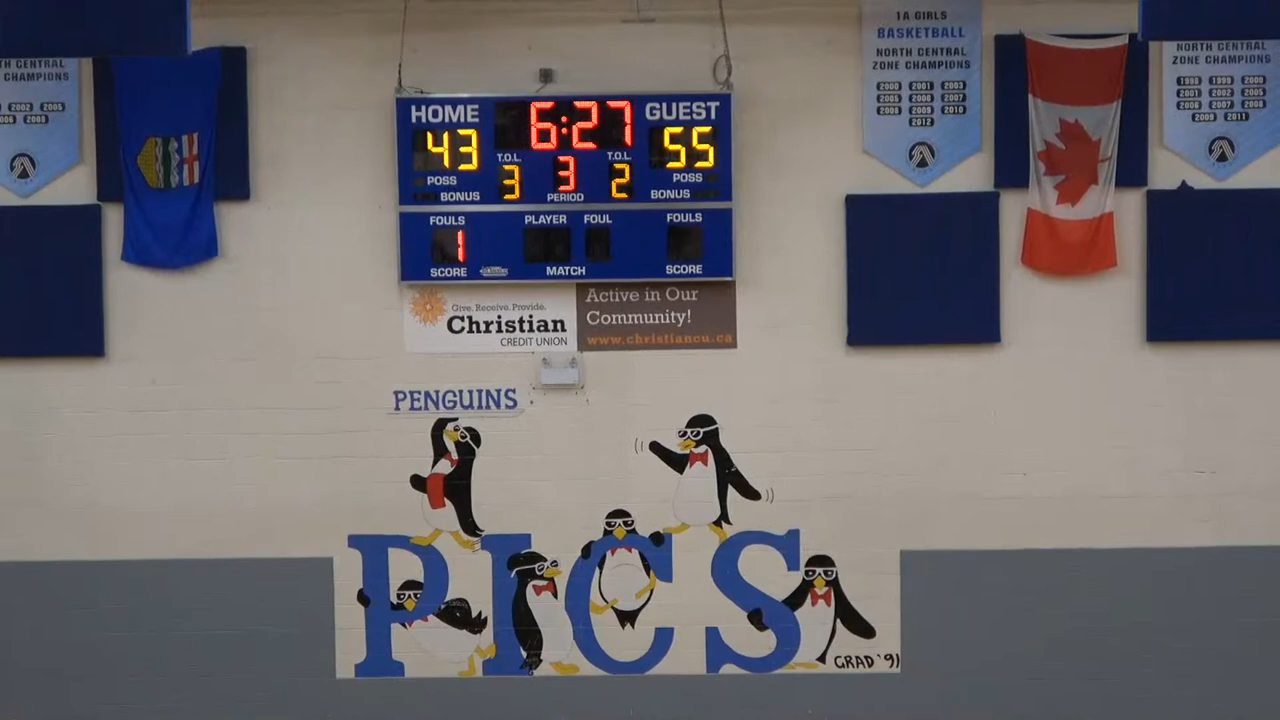 TH CENTRAL
CHAMPIONS
2002 2005
2008
HOME
6:27
GUEST
43
55
T.O.L.
T.O.L.
3
3
2
POSS
POSS
BONUS
PERIOD
BONUS
FOULS
PLAYER
FOUL
FOULS
1
SCORE
MATCH
SCORE
Give. Receive. Provide.
Christian
CREDIT UNION
Active in Our
Community!
www.christiancu.ca
1A GIRLS
BASKETBALL
NORTH CENTRAL
ZONE CHAMPIONS
2000 2001 2003
2005 2006 2007
2008 2009 2010
2012
NORTH CENTRAL
ZONE CHAMPIONS
1998 1999 2000
2001 2002 2005
2006 2007 2008
2009 2011
PENGUINS
PICS
GRAD '91